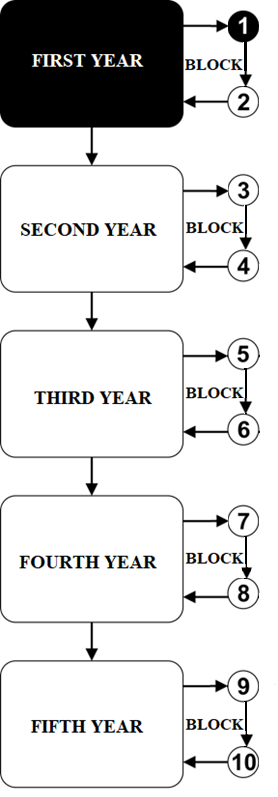 1
FIRST YEAR
BLOCK
2
3
SECOND YEAR
BLOCK
4
5
THIRD YEAR
BLOCK
6
7
FOURTH YEAR
BLOCK
8
9
FIFTH YEAR
BLOCK
10